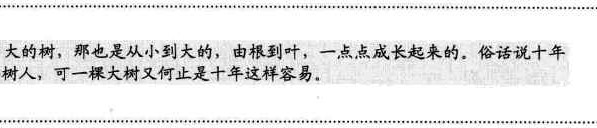 大的树，那也是从小到大的，由根到叶，一点点成长起来的。俗话说十年
树人，可一棵大树又何止是十年这样容易。